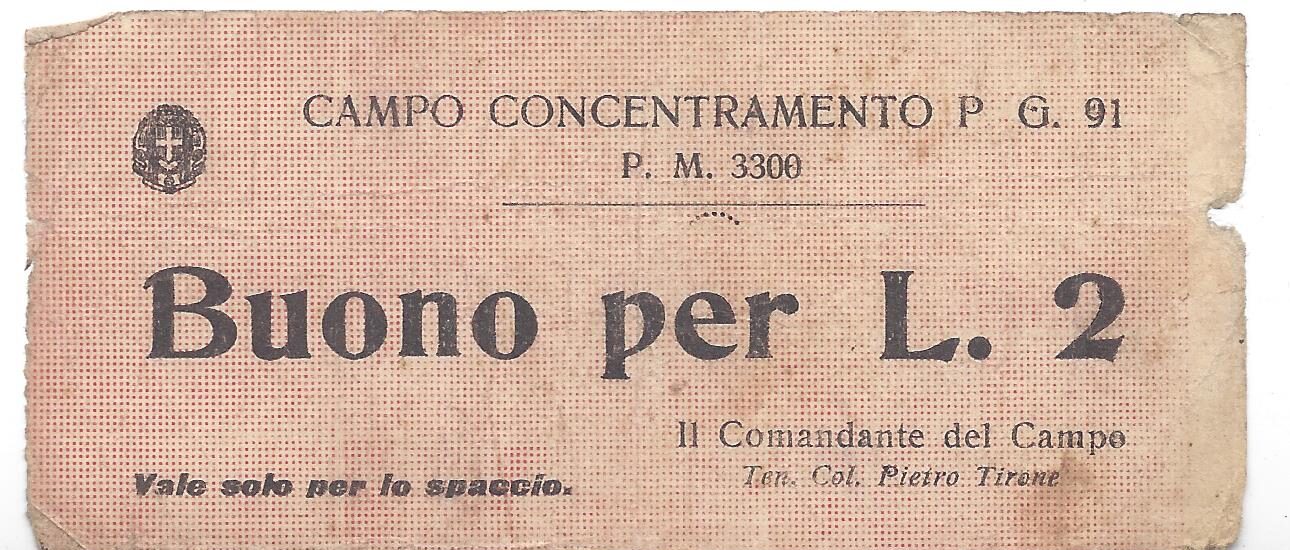 CAMPO CONCENTRAMENTO P G. 91
P. M. 3300
Buono per L. 2
Il Comandante del Campo
Ten. Col. Pietro Tirone
Vale solo per lo spaccio.